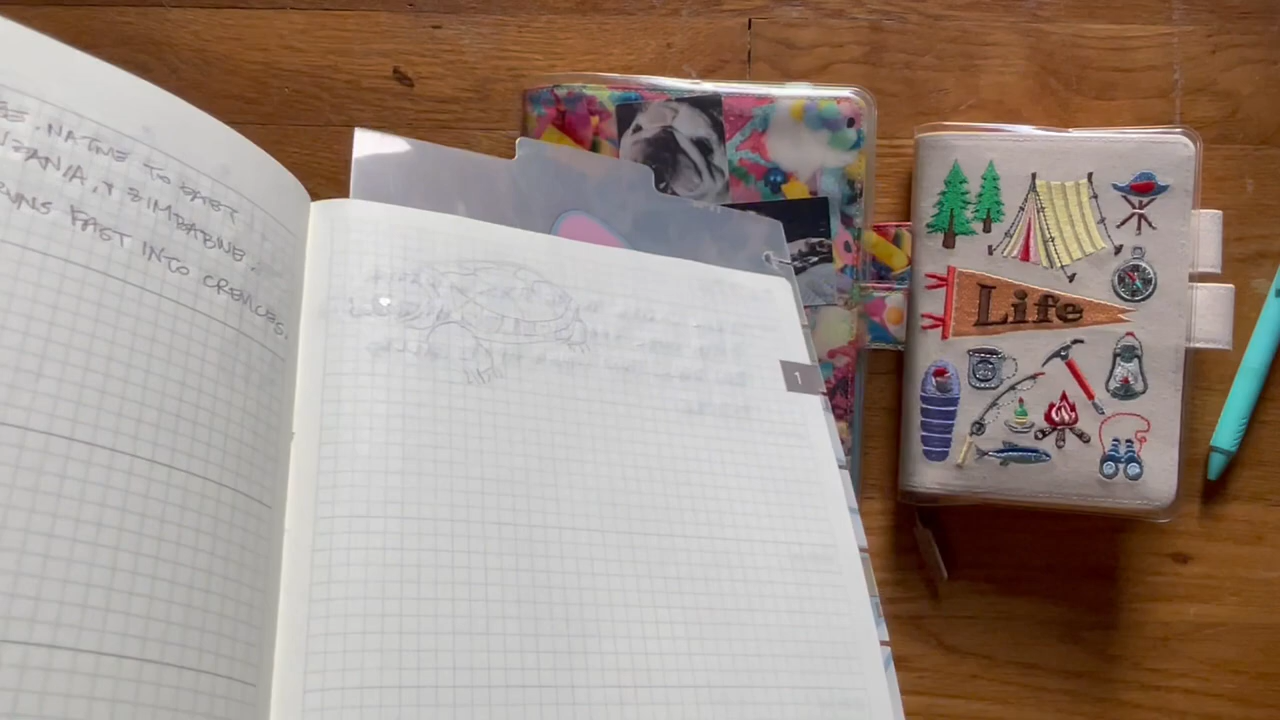 . NATIVE TO EAST
ZANIA, & ZIMBABWE.
RUNS FAST INTO CREVICES.
1
Life